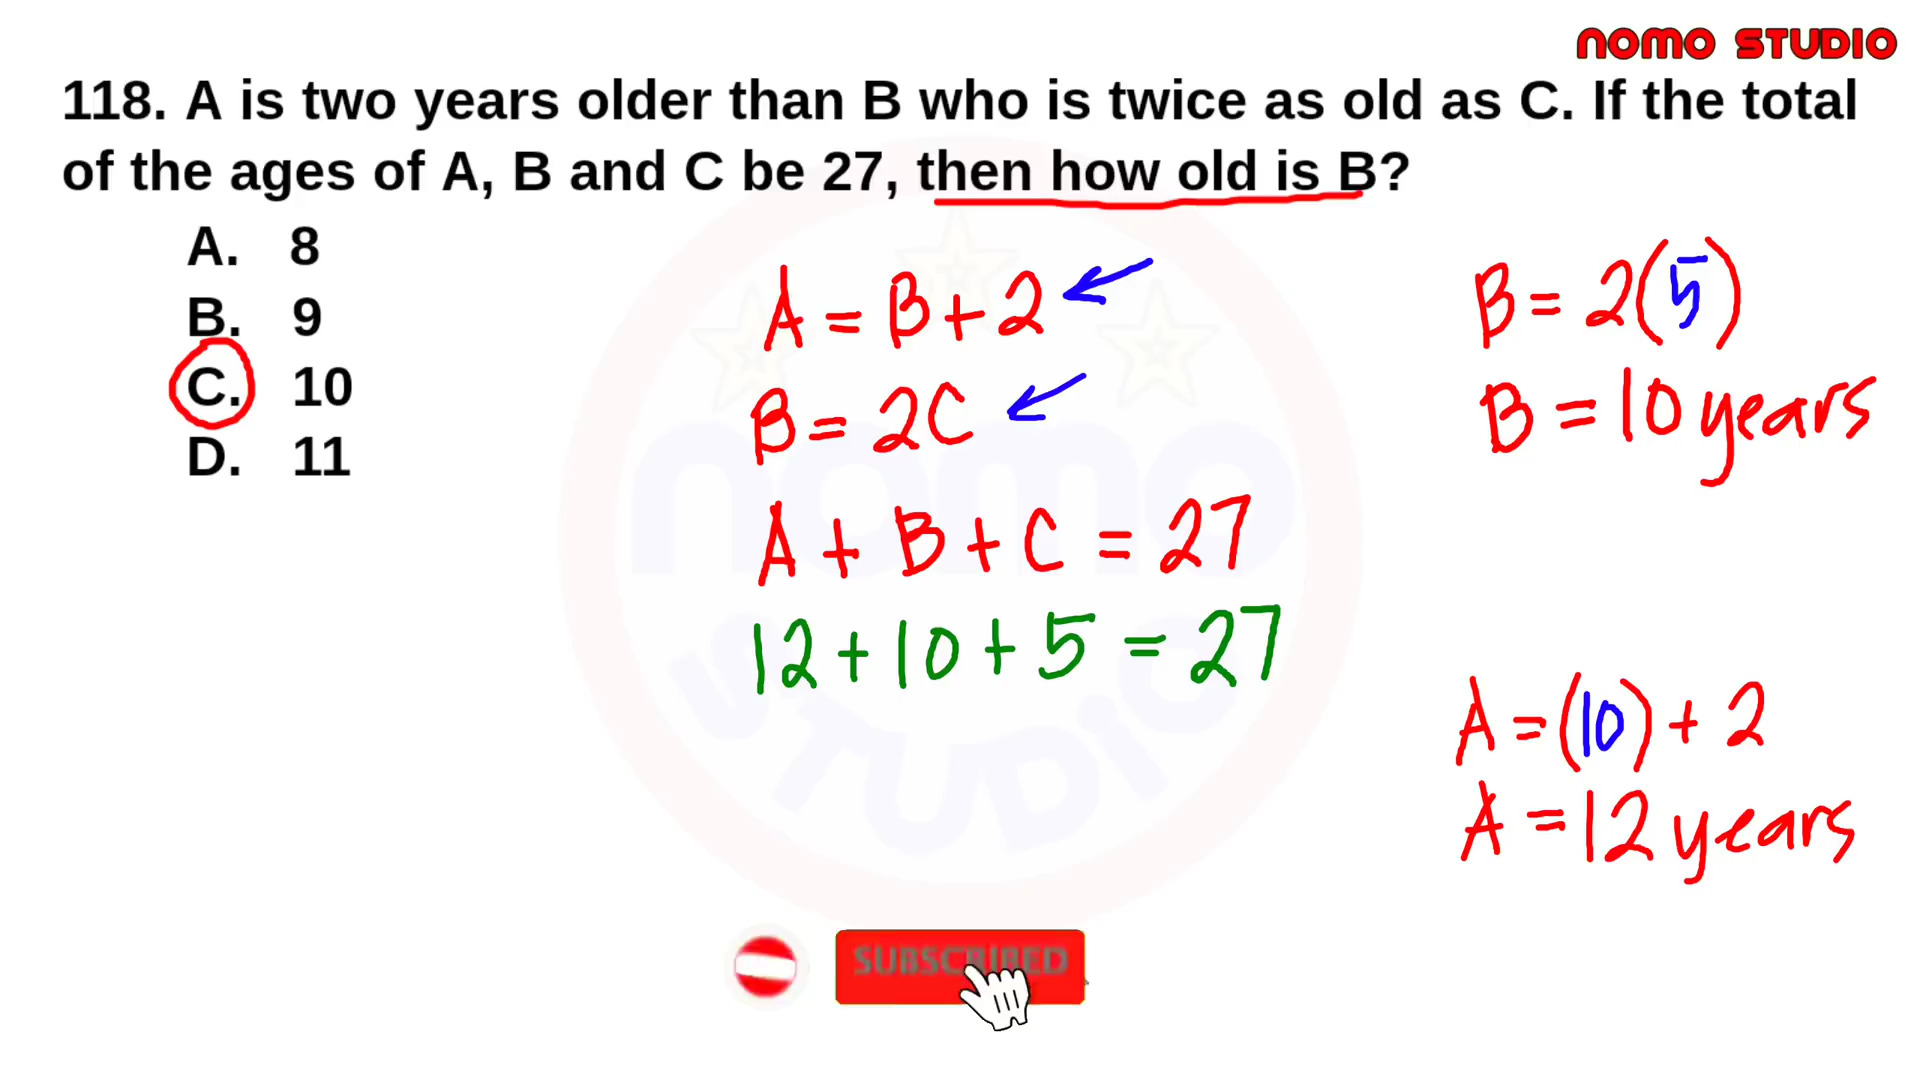 NOMO STUDIO
118. A is two years older than B who is twice as old as C. If the total
of the ages of A, B and C be 27, then how old is B?
A. 8
B. 9
C. 10
D. 11
A = B + 2
B = 2C
A + B + C = 27
12 + 10 + 5 = 27
B = 2(5)
B = 10 years
A = (10) + 2
A = 12 years
nomo
STUDiO
SUBSCRIBED